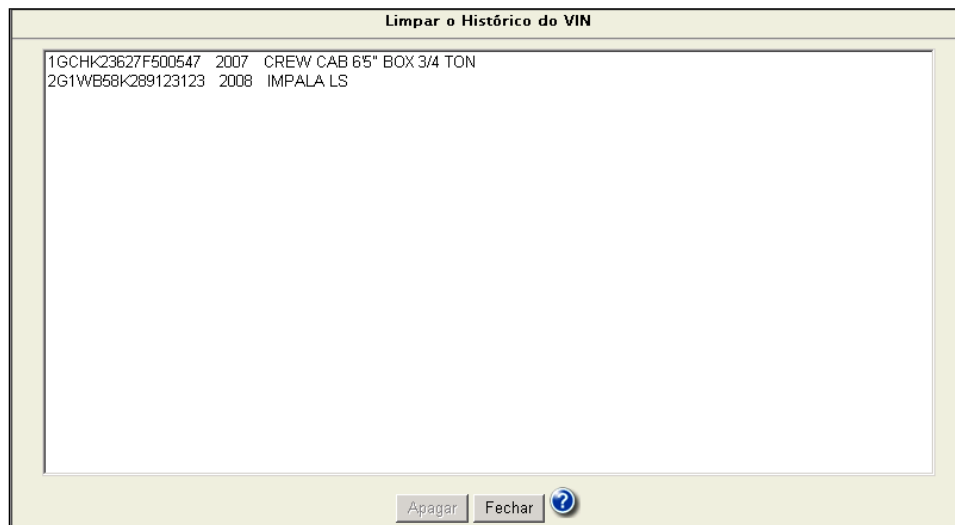 Limpar o Histórico do VIN
1GCHK23627F500547 2007 CREW CAB 6'5" BOX 3/4 TON
2G1WB58K289123123 2008 IMPALA LS
Apagar Fechar ?